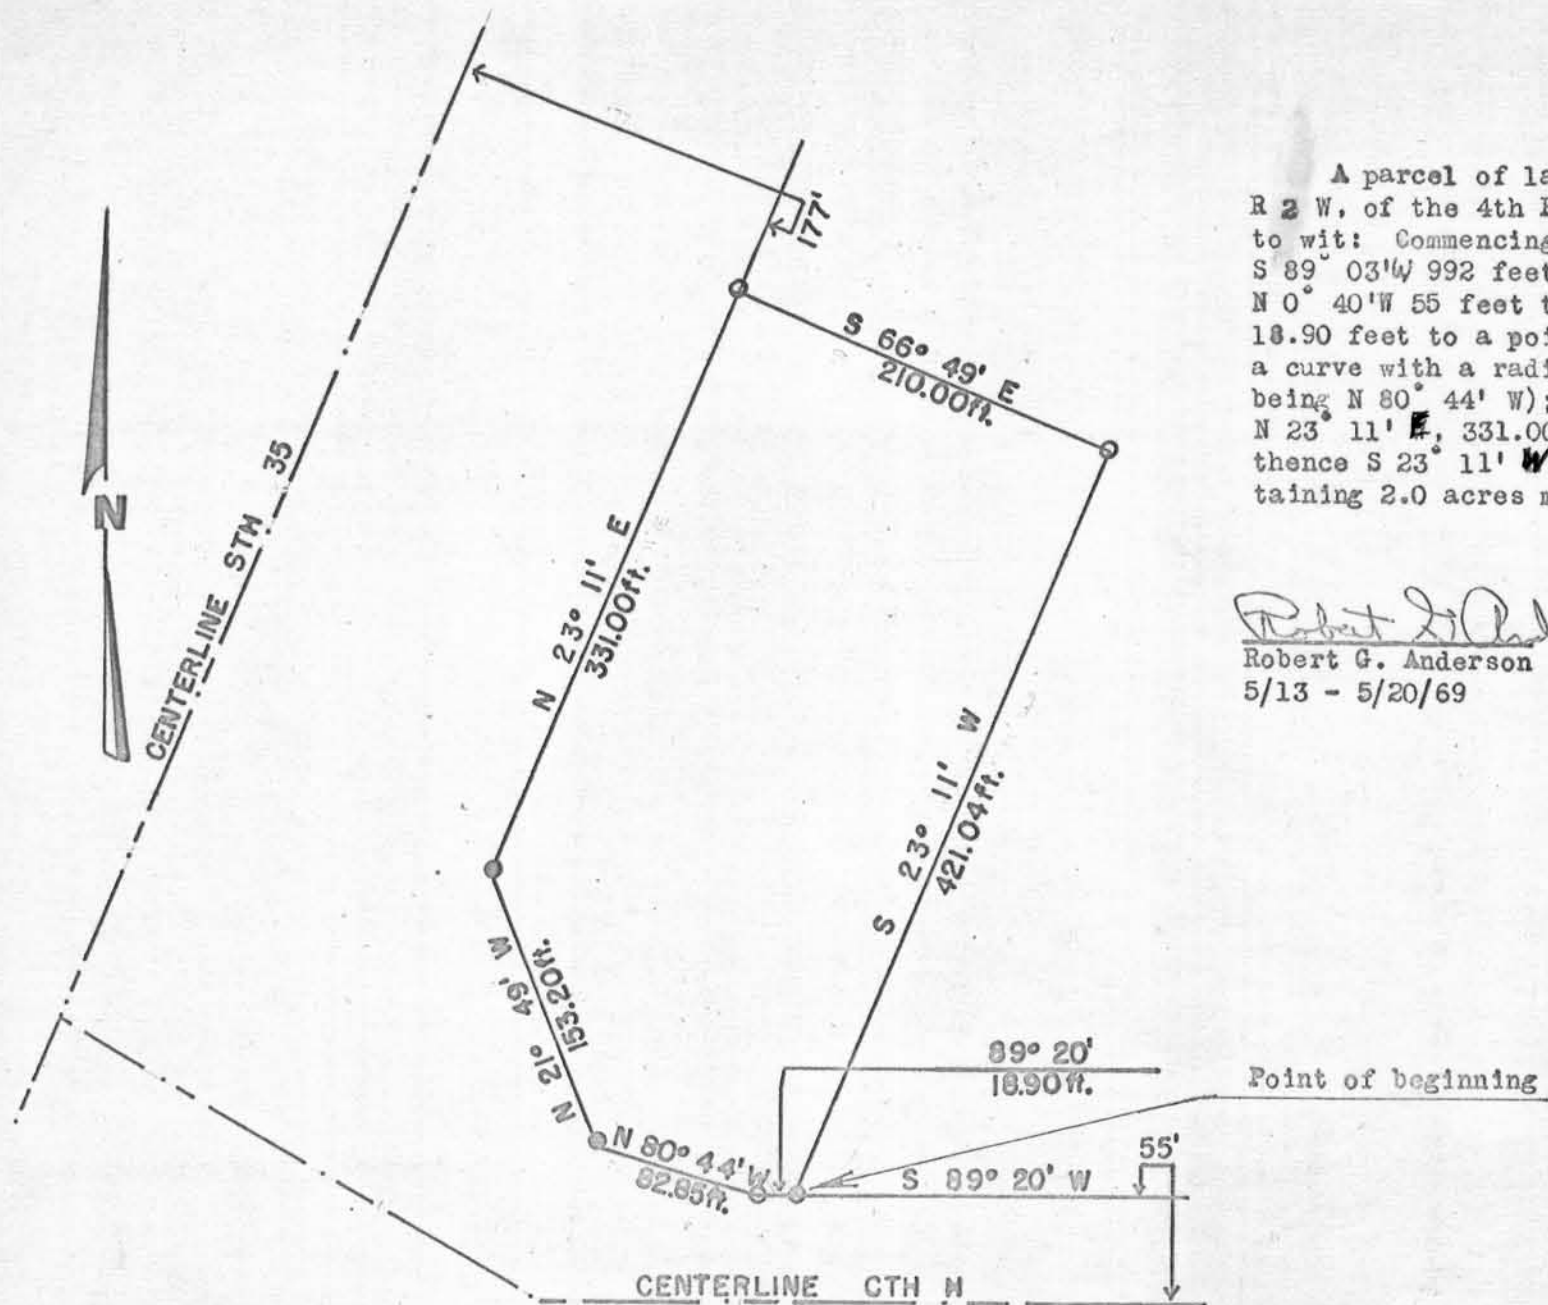 A parcel of la
R 2 W. of the 4th
to wit: Commencing
S 89° 03'W 992 feet
N 0° 40'W 55 feet t
18.90 feet to a poi
a curve with a radi
being N 80° 44' W);
N 23° 11' E, 331.00
thence S 23° 11' W
taining 2.0 acres m
Robert G. And
Robert G. Anderson
5/13 - 5/20/69
177'
S 66° 49' E
210.00ft.
N
CENTERLINE STH 35
N 23° 11' E
331.00ft.
S 23° 11' W
421.04ft.
N 21° 49' W
153.20ft.
89° 20'
18.90ft.
Point of beginning
N 80° 44' W
82.85ft.
S 89° 20' W
55'
CENTERLINE CTH M